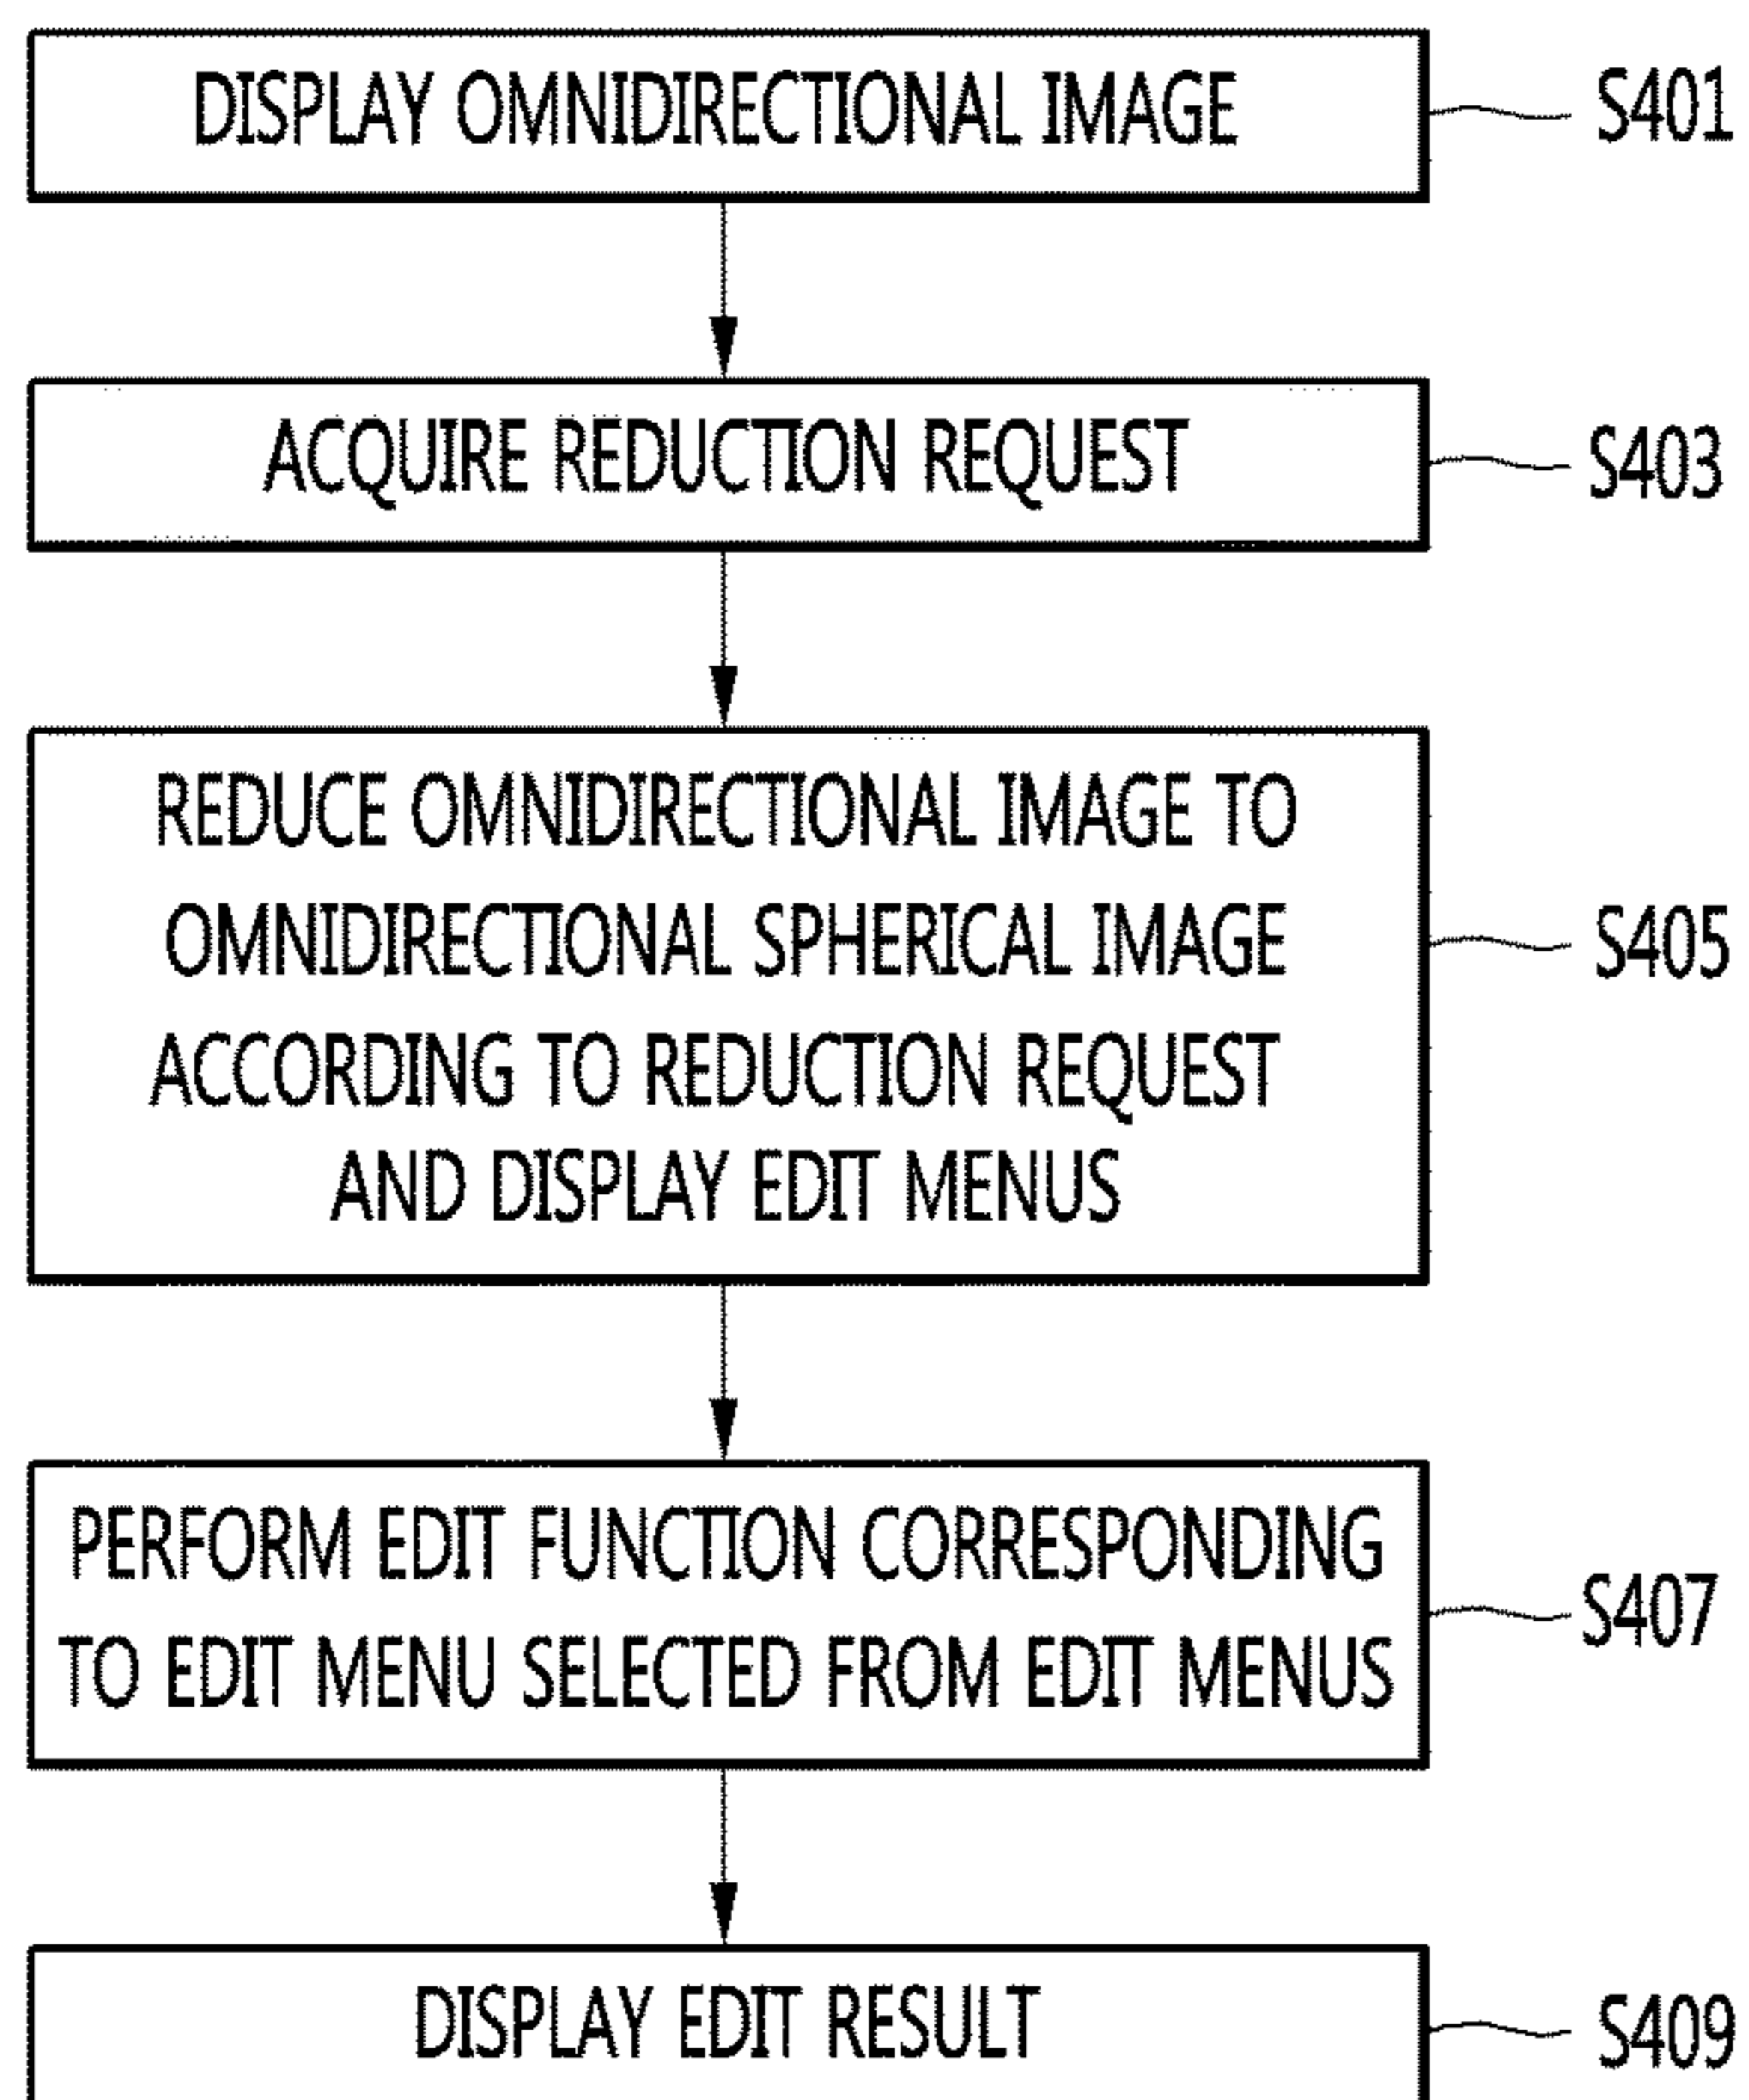 DISPLAY OMNIDIRECTIONAL IMAGE
S401
ACQUIRE REDUCTION REQUEST
S403
REDUCE OMNIDIRECTIONAL IMAGE TO
OMNIDIRECTIONAL SPHERICAL IMAGE
ACCORDING TO REDUCTION REQUEST
AND DISPLAY EDIT MENUS
S405
PERFORM EDIT FUNCTION CORRESPONDING
TO EDIT MENU SELECTED FROM EDIT MENUS
S407
DISPLAY EDIT RESULT
S409